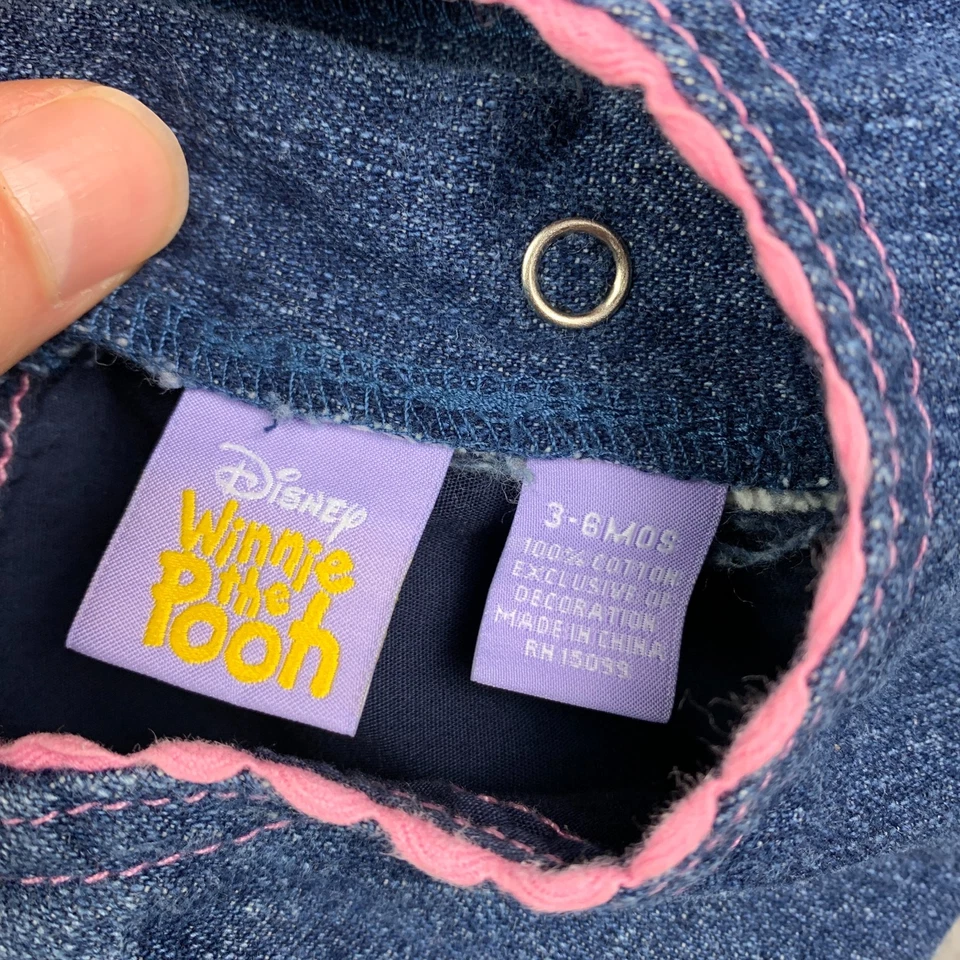 Disney
Winnie
the
Pooh
3-6MOS
100% COTTON
EXCLUSIVE OF
DECORATION
MADE IN CHINA
RN 15099